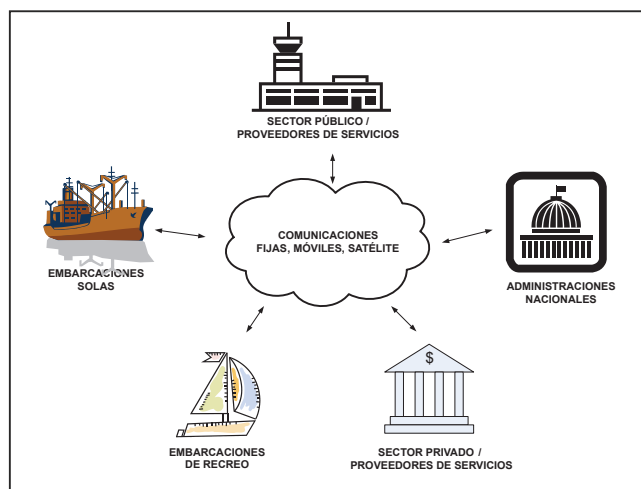 SECTOR PÚBLICO /
PROVEEDORES DE SERVICIOS
COMUNICACIONES
FIJAS, MÓVILES, SATÉLITE
EMBARCACIONES
SOLAS
ADMINISTRACIONES
NACIONALES
$
EMBARCACIONES
DE RECREO
SECTOR PRIVADO /
PROVEEDORES DE SERVICIOS